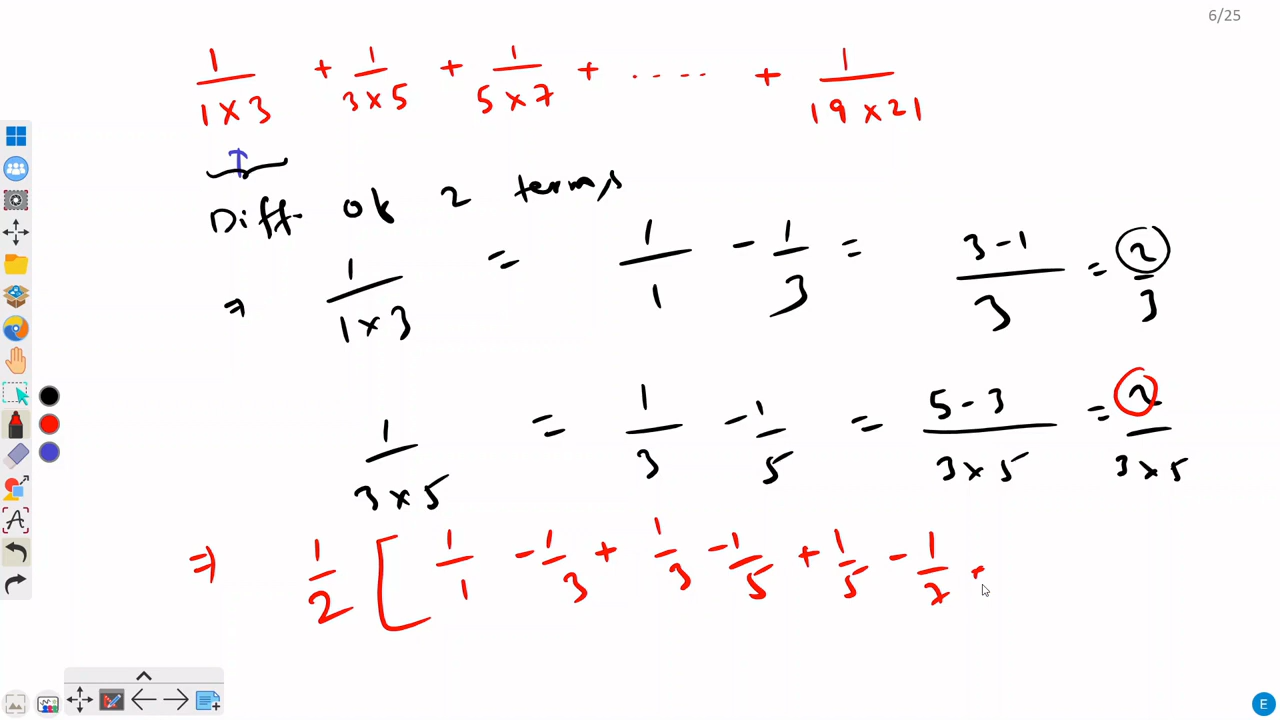 6/25
1/(1×3) + 1/(3×5) + 1/(5×7) + ..... + 1/(19×21)
Diff. of 2 terms
⇒ 1/(1×3) = 1/1 - 1/3 = (3-1)/3 = 2/3
1/(3×5) = 1/3 - 1/5 = (5-3)/(3×5) = 2/(3×5)
⇒ 1/2 [ 1/1 - 1/3 + 1/3 - 1/5 + 1/5 - 1/7 +
E